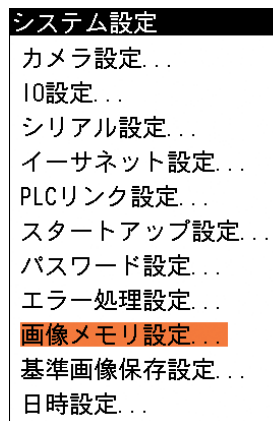 システム設定
カメラ設定...
IO設定...
シリアル設定...
イーサネット設定...
PLCリンク設定...
スタートアップ設定...
パスワード設定...
エラー処理設定...
画像メモリ設定...
基準画像保存設定...
日時設定...